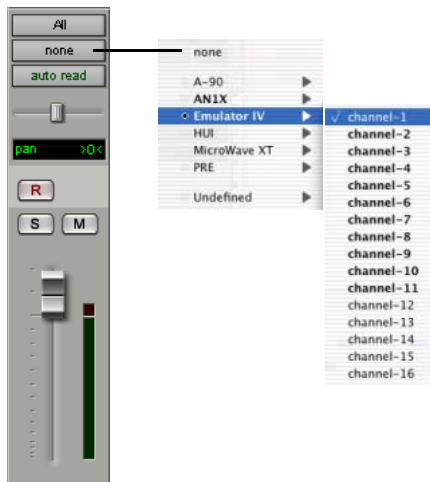 All
none
auto read
pan >0<
R
S M
none
A-90
AN1X
Emulator IV
HUI
MicroWave XT
PRE
Undefined
√ channel-1
channel-2
channel-3
channel-4
channel-5
channel-6
channel-7
channel-8
channel-9
channel-10
channel-11
channel-12
channel-13
channel-14
channel-15
channel-16